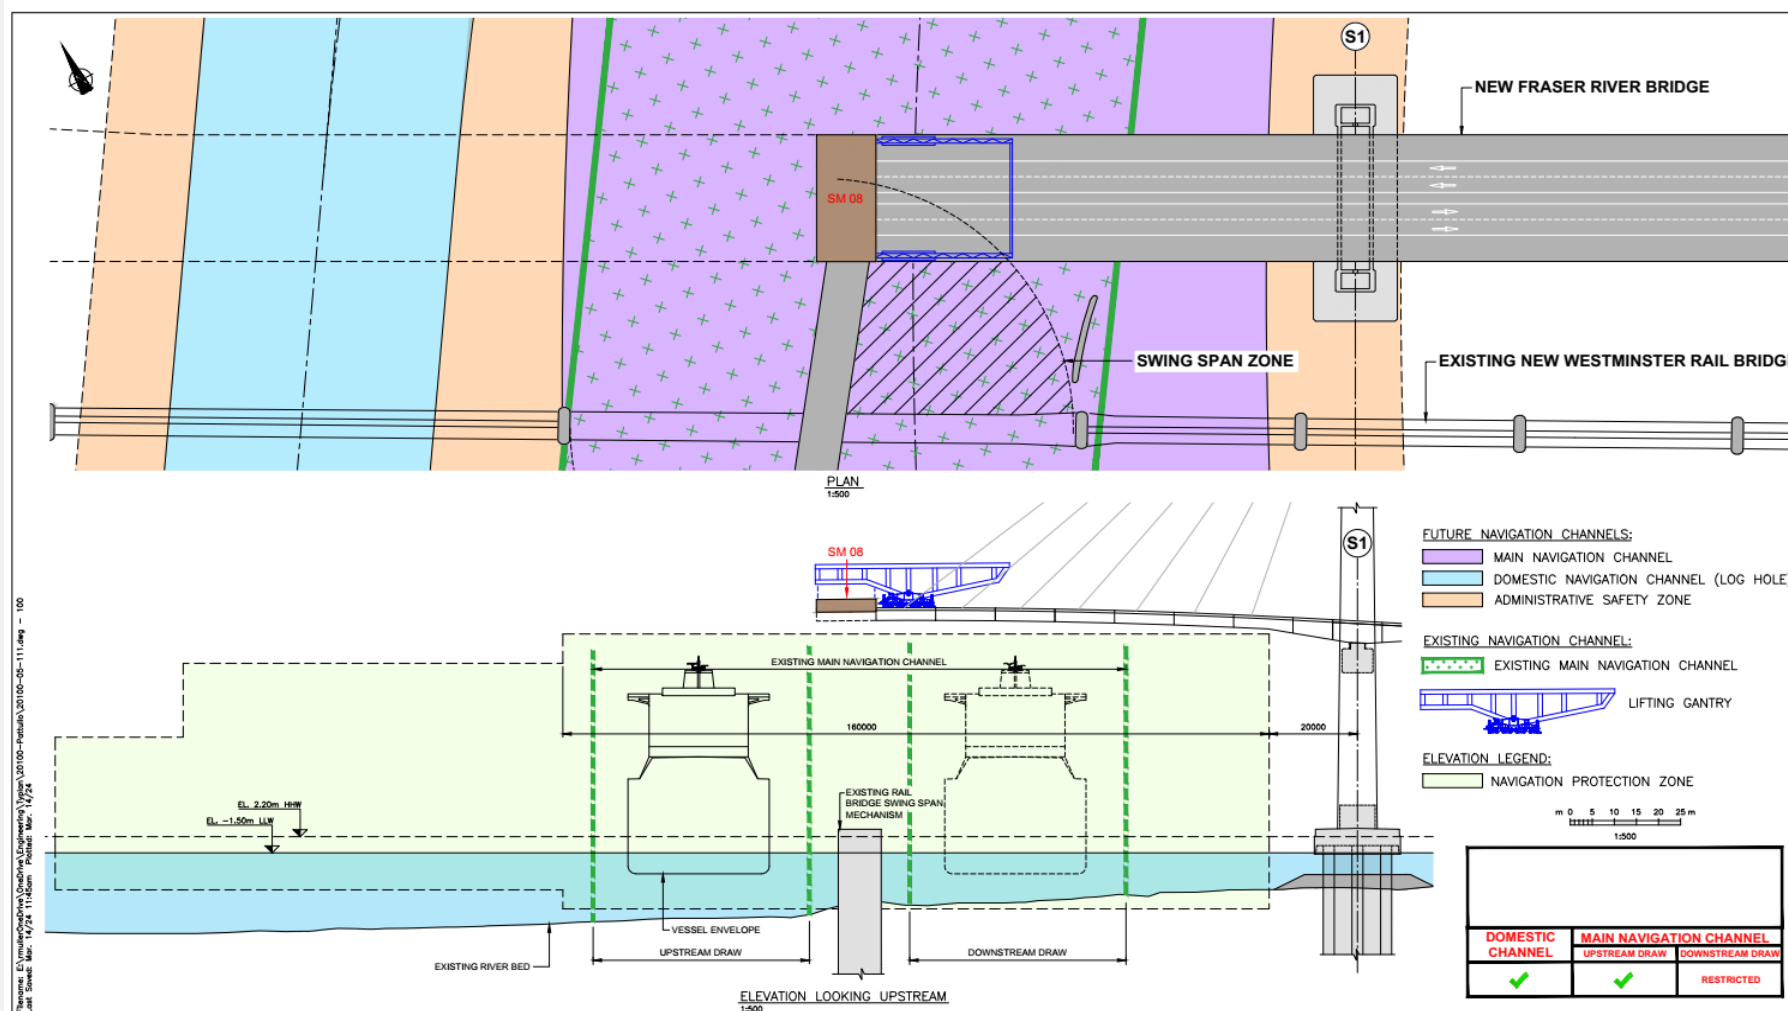 S1
NEW FRASER RIVER BRIDGE
SM 08
SWING SPAN ZONE
EXISTING NEW WESTMINSTER RAIL BRIDGE
PLAN
1:500
SM 08
S1
FUTURE NAVIGATION CHANNELS:
MAIN NAVIGATION CHANNEL
DOMESTIC NAVIGATION CHANNEL (LOG HOLE)
ADMINISTRATIVE SAFETY ZONE
EXISTING NAVIGATION CHANNEL:
EXISTING MAIN NAVIGATION CHANNEL
LIFTING GANTRY
ELEVATION LEGEND:
NAVIGATION PROTECTION ZONE
m 0 5 10 15 20 25 m
1:500
EXISTING MAIN NAVIGATION CHANNEL
160000
20000
EL. 2.20m HHW
EL. -1.50m LLW
EXISTING RAIL
BRIDGE SWING SPAN
MECHANISM
VESSEL ENVELOPE
UPSTREAM DRAW
DOWNSTREAM DRAW
EXISTING RIVER BED
ELEVATION LOOKING UPSTREAM
1:500
DOMESTIC CHANNEL
MAIN NAVIGATION CHANNEL
UPSTREAM DRAW
DOWNSTREAM DRAW
RESTRICTED